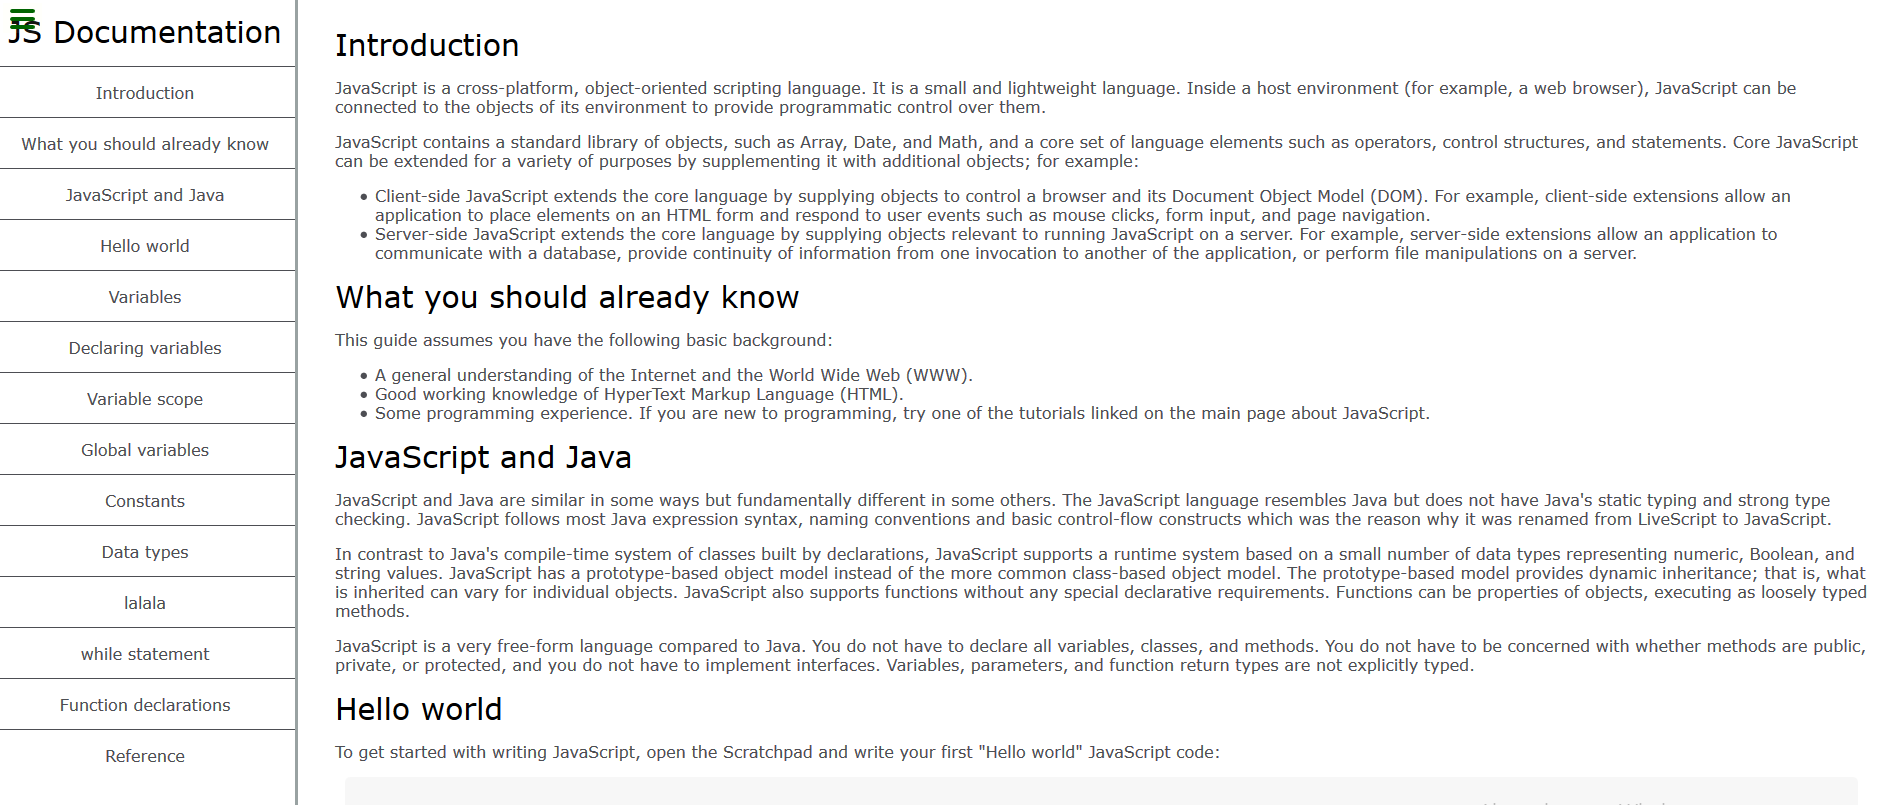 JS Documentation
Introduction
What you should already know
JavaScript and Java
Hello world
Variables
Declaring variables
Variable scope
Global variables
Constants
Data types
lalala
while statement
Function declarations
Reference
Introduction
JavaScript is a cross-platform, object-oriented scripting language. It is a small and lightweight language. Inside a host environment (for example, a web browser), JavaScript can be
connected to the objects of its environment to provide programmatic control over them.
JavaScript contains a standard library of objects, such as Array, Date, and Math, and a core set of language elements such as operators, control structures, and statements. Core JavaScript
can be extended for a variety of purposes by supplementing it with additional objects; for example:
• Client-side JavaScript extends the core language by supplying objects to control a browser and its Document Object Model (DOM). For example, client-side extensions allow an
application to place elements on an HTML form and respond to user events such as mouse clicks, form input, and page navigation.
• Server-side JavaScript extends the core language by supplying objects relevant to running JavaScript on a server. For example, server-side extensions allow an application to
communicate with a database, provide continuity of information from one invocation to another of the application, or perform file manipulations on a server.
What you should already know
This guide assumes you have the following basic background:
• A general understanding of the Internet and the World Wide Web (WWW).
• Good working knowledge of HyperText Markup Language (HTML).
• Some programming experience. If you are new to programming, try one of the tutorials linked on the main page about JavaScript.
JavaScript and Java
JavaScript and Java are similar in some ways but fundamentally different in some others. The JavaScript language resembles Java but does not have Java's static typing and strong type
checking. JavaScript follows most Java expression syntax, naming conventions and basic control-flow constructs which was the reason why it was renamed from LiveScript to JavaScript.
In contrast to Java's compile-time system of classes built by declarations, JavaScript supports a runtime system based on a small number of data types representing numeric, Boolean, and
string values. JavaScript has a prototype-based object model instead of the more common class-based object model. The prototype-based model provides dynamic inheritance; that is, what
is inherited can vary for individual objects. JavaScript also supports functions without any special declarative requirements. Functions can be properties of objects, executing as loosely typed
methods.
JavaScript is a very free-form language compared to Java. You do not have to declare all variables, classes, and methods. You do not have to be concerned with whether methods are public,
private, or protected, and you do not have to implement interfaces. Variables, parameters, and function return types are not explicitly typed.
Hello world
To get started with writing JavaScript, open the Scratchpad and write your first "Hello world" JavaScript code: